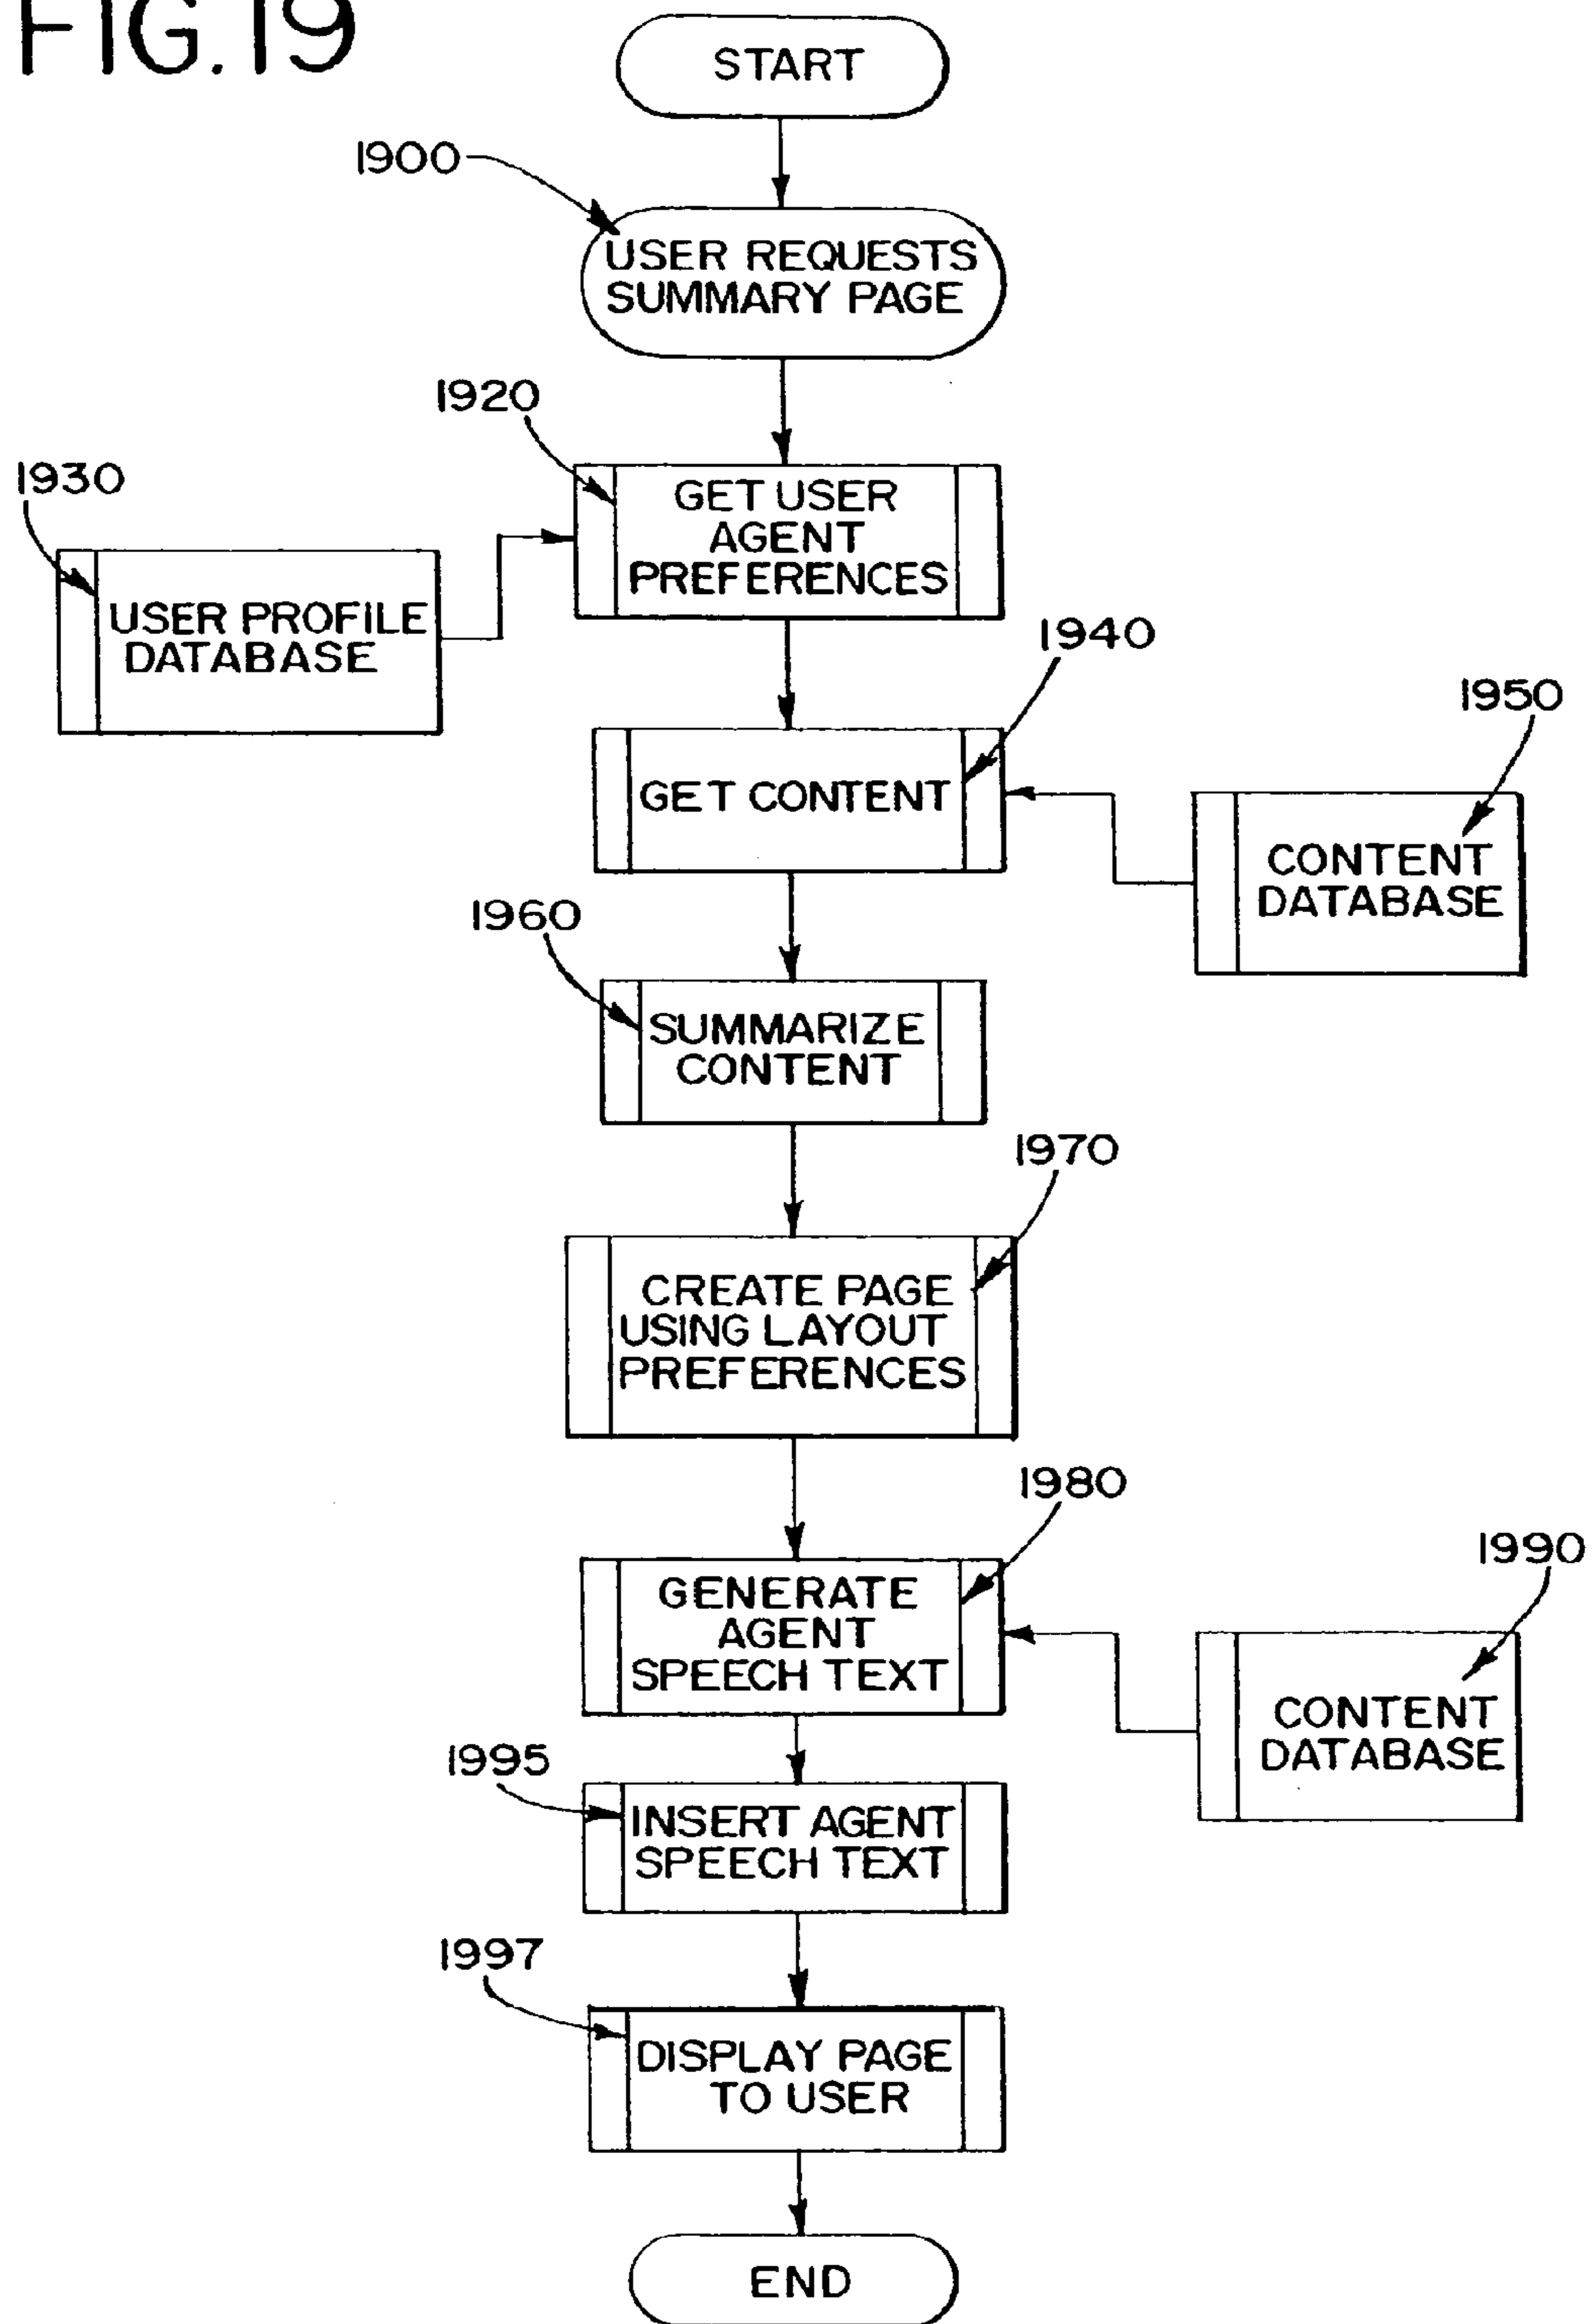 FIG.19
START
1900
USER REQUESTS
SUMMARY PAGE
1920
GET USER
AGENT
PREFERENCES
1930
USER PROFILE
DATABASE
1940
GET CONTENT
1950
CONTENT
DATABASE
1960
SUMMARIZE
CONTENT
1970
CREATE PAGE
USING LAYOUT
PREFERENCES
1980
GENERATE
AGENT
SPEECH TEXT
1990
CONTENT
DATABASE
1995
INSERT AGENT
SPEECH TEXT
1997
DISPLAY PAGE
TO USER
END